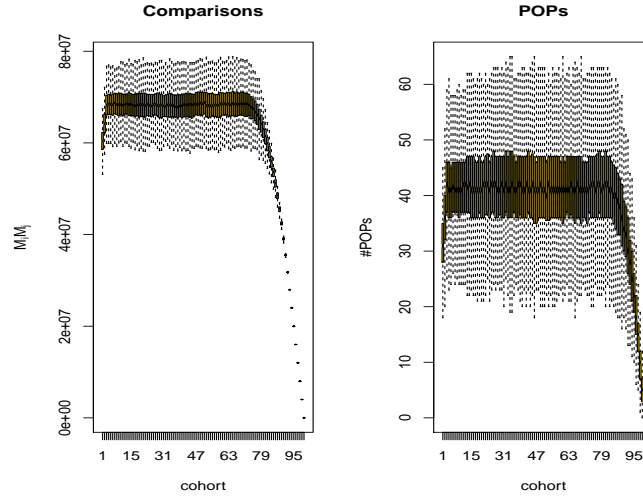 Comparisons
MiMj
0e+00 2e+07 4e+07 6e+07 8e+07
1 15 31 47 63 79 95
cohort
POPs
#POPs
0 10 20 30 40 50 60
1 15 31 47 63 79 95
cohort